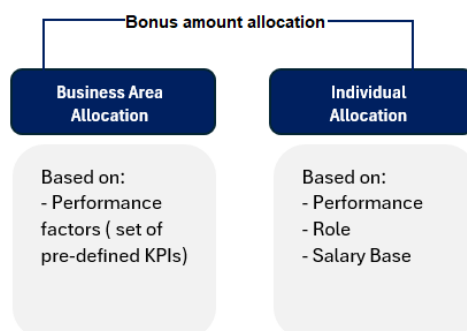 Bonus amount allocation
Business Area
Allocation
Based on:
- Performance
factors ( set of
pre-defined KPIs)
Individual
Allocation
Based on:
- Performance
- Role
- Salary Base